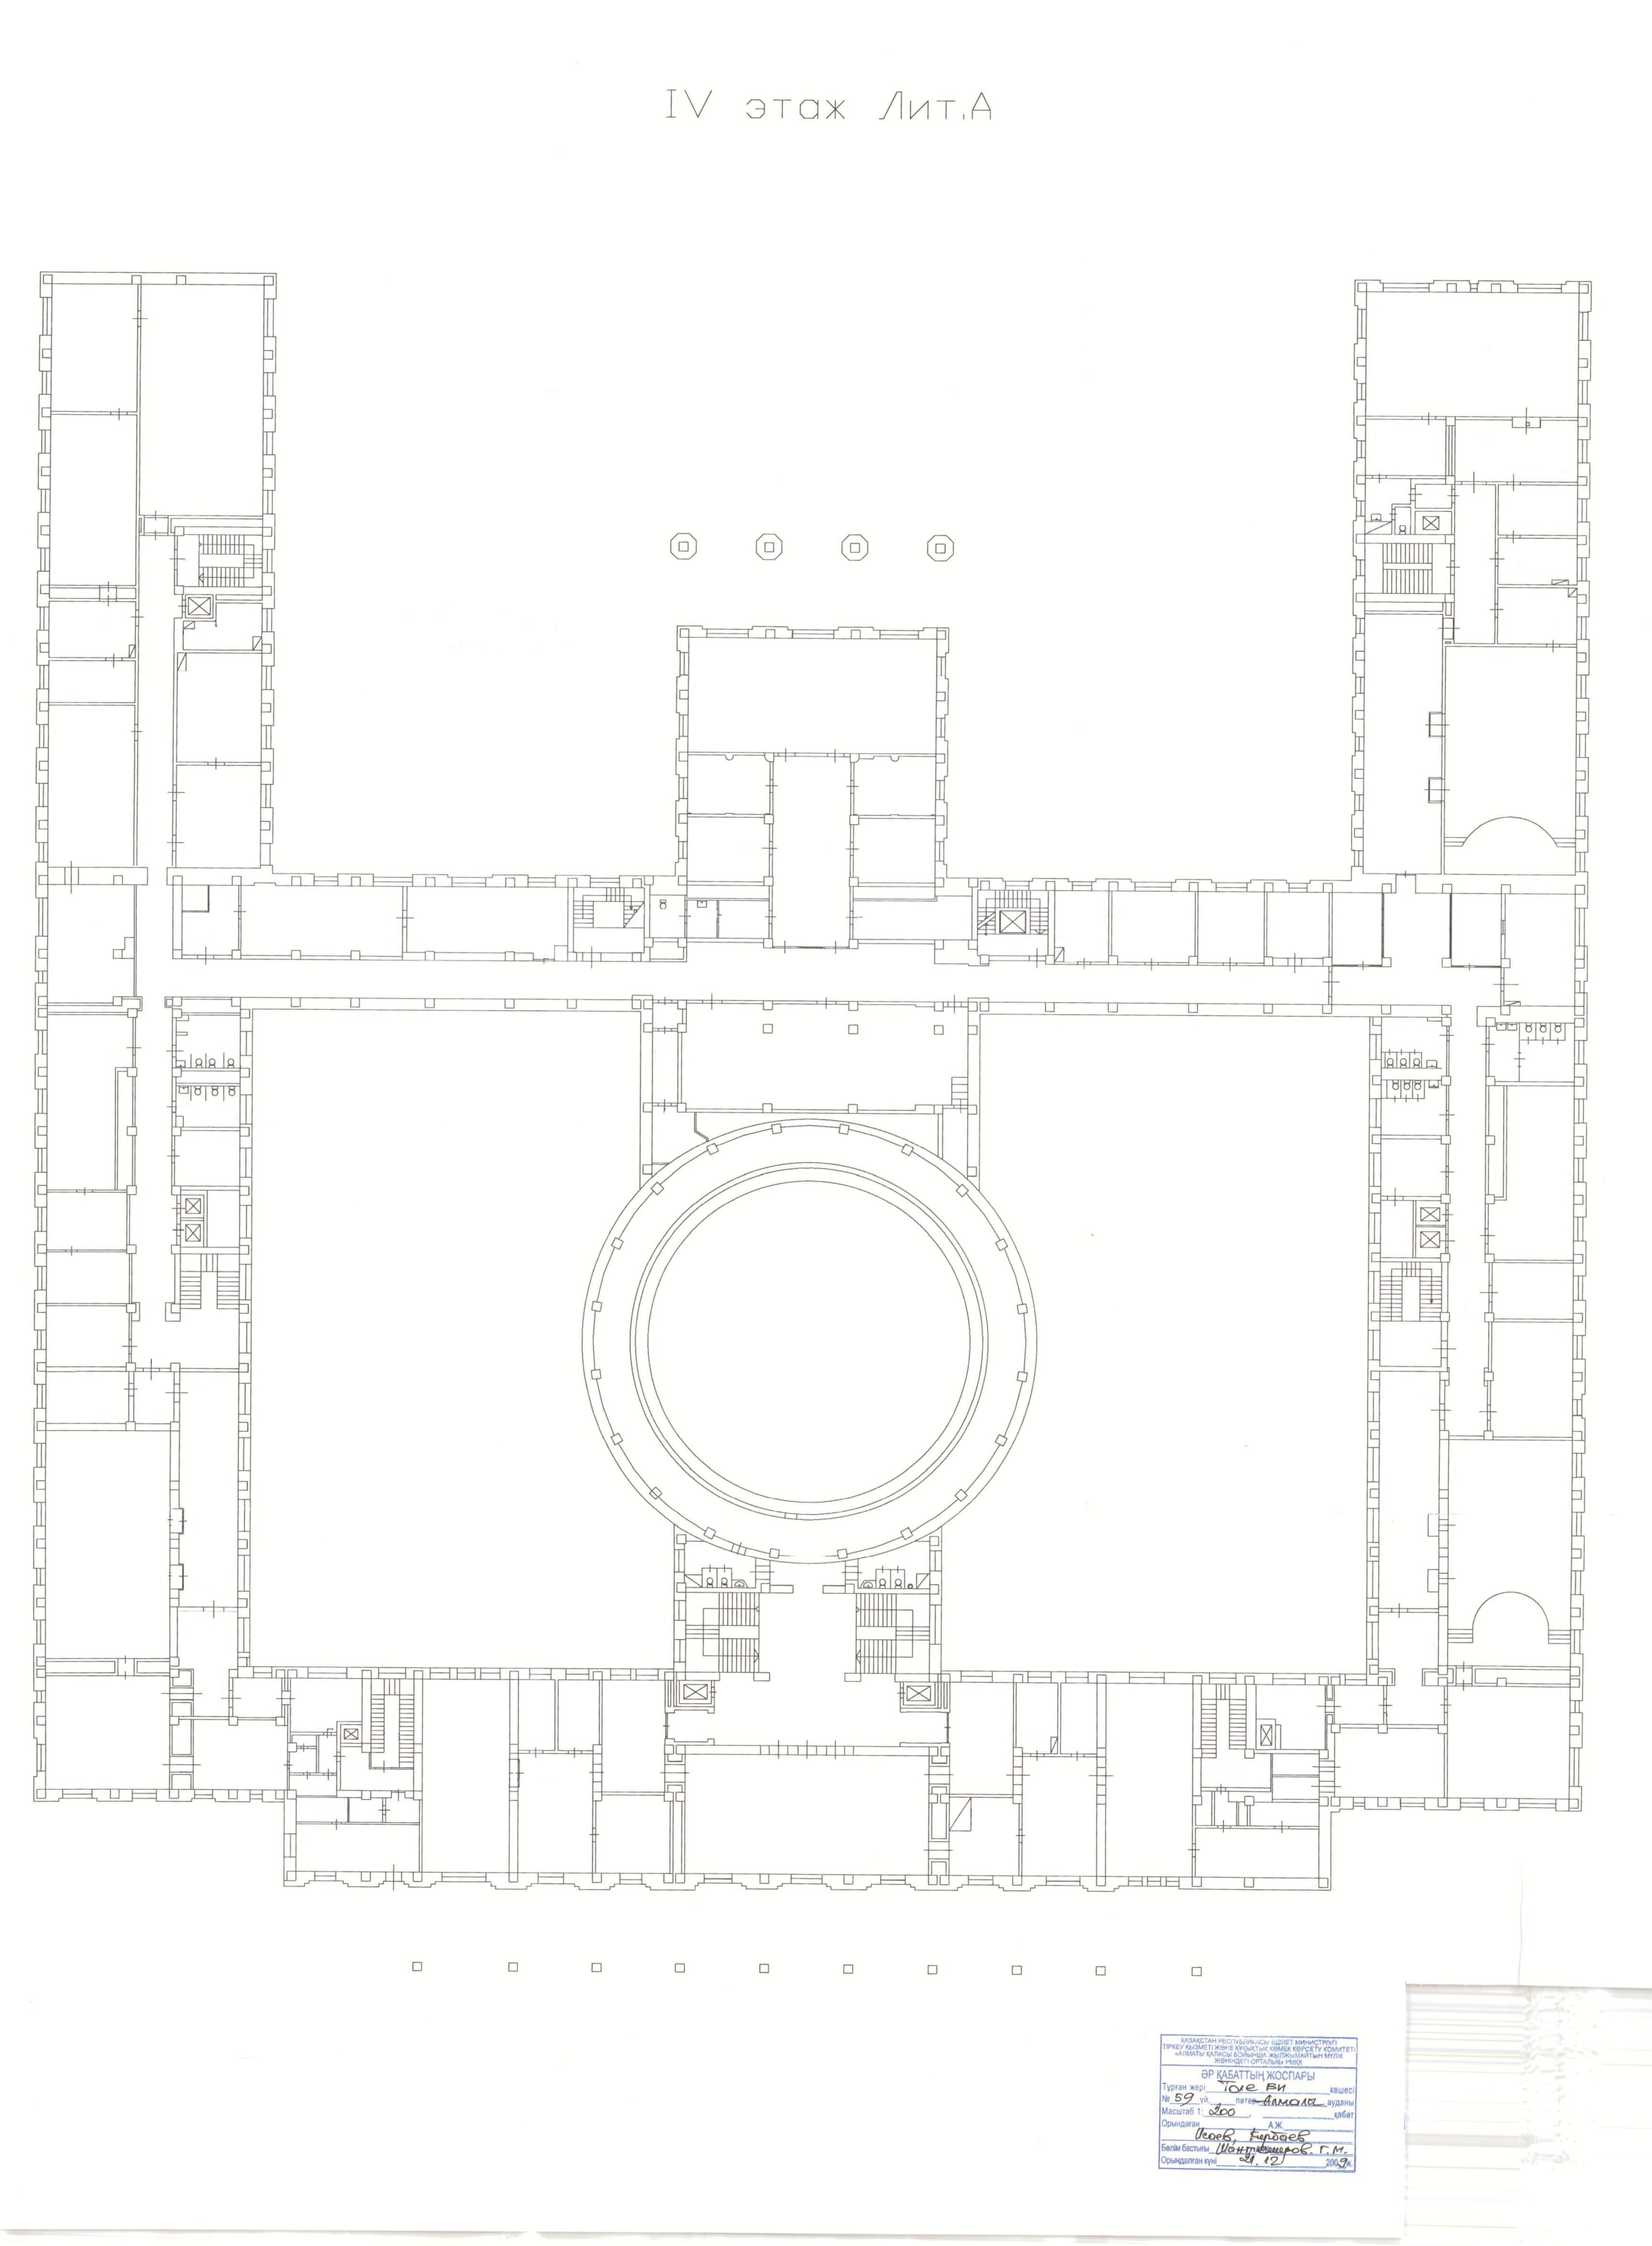 IV этаж Лит.А
ҚАЗАҚСТАН РЕСПУБЛИКАСЫ ӘДІЛЕТ МИНИСТРЛІГІ
ТІРКЕУ ҚЫЗМЕТІ ЖӘНЕ ҚҰҚЫҚТЫҚ КӨМЕК КӨРСЕТУ КОМИТЕТІ
«АЛМАТЫ ҚАЛАСЫ БОЙЫНША ЖЫЛЖЫМАЙТЫН МҮЛІК
ЖӨНІНДЕГІ ОРТАЛЫҚ» РМҚК
ӘР ҚАБАТТЫҢ ЖОСПАРЫ
Тұрған жері Толе Би көшесі
№ 59 үй пәтер Алмалы ауданы
Масштаб 1: 200 қабат
Орындаған А.Ж.
Исаев,
Бөлім бастығы Г.М.
Орындалған күні 21.12 2009ж.